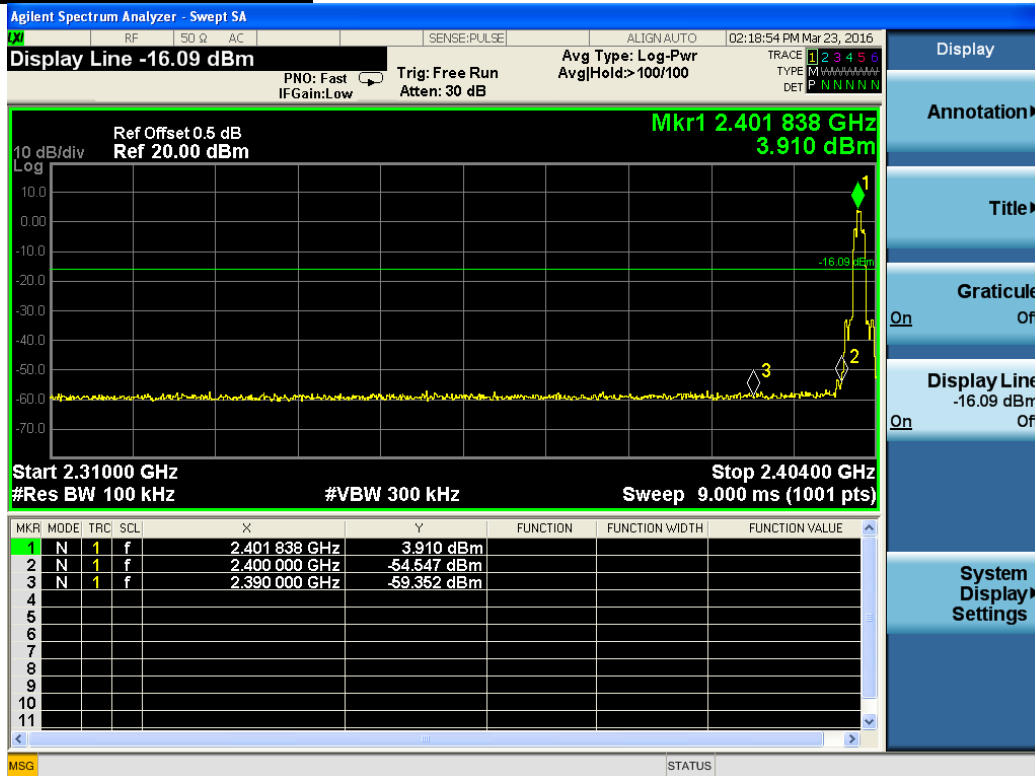 Agilent Spectrum Analyzer - Swept SA
LXI RF 50 Ω AC SENSE:PULSE ALIGN AUTO 02:18:54 PM Mar 23, 2016
Display Line -16.09 dBm
PNO: Fast
IFGain:Low
Trig: Free Run
Atten: 30 dB
Avg Type: Log-Pwr
Avg|Hold:>100/100
TRACE 1 2 3 4 5 6
TYPE M WWWWW
DET P N N N N N
Ref Offset 0.5 dB
10 dB/div Ref 20.00 dBm
Log
Mkr1 2.401 838 GHz
3.910 dBm
10.0
0.00
-10.0
-20.0
-30.0
-40.0
-50.0
-60.0
-70.0
1
-16.09 dBm
2
3
Start 2.31000 GHz Stop 2.40400 GHz
#Res BW 100 kHz #VBW 300 kHz Sweep 9.000 ms (1001 pts)
MKR MODE TRC SCL X Y FUNCTION FUNCTION WIDTH FUNCTION VALUE
1 N 1 f 2.401 838 GHz 3.910 dBm
2 N 1 f 2.400 000 GHz -54.547 dBm
3 N 1 f 2.390 000 GHz -59.352 dBm
4
5
6
7
8
9
10
11
MSG STATUS
Display
Annotation
Title
Graticule
On Of
Display Line
-16.09 dBm
On Of
System
Display
Settings